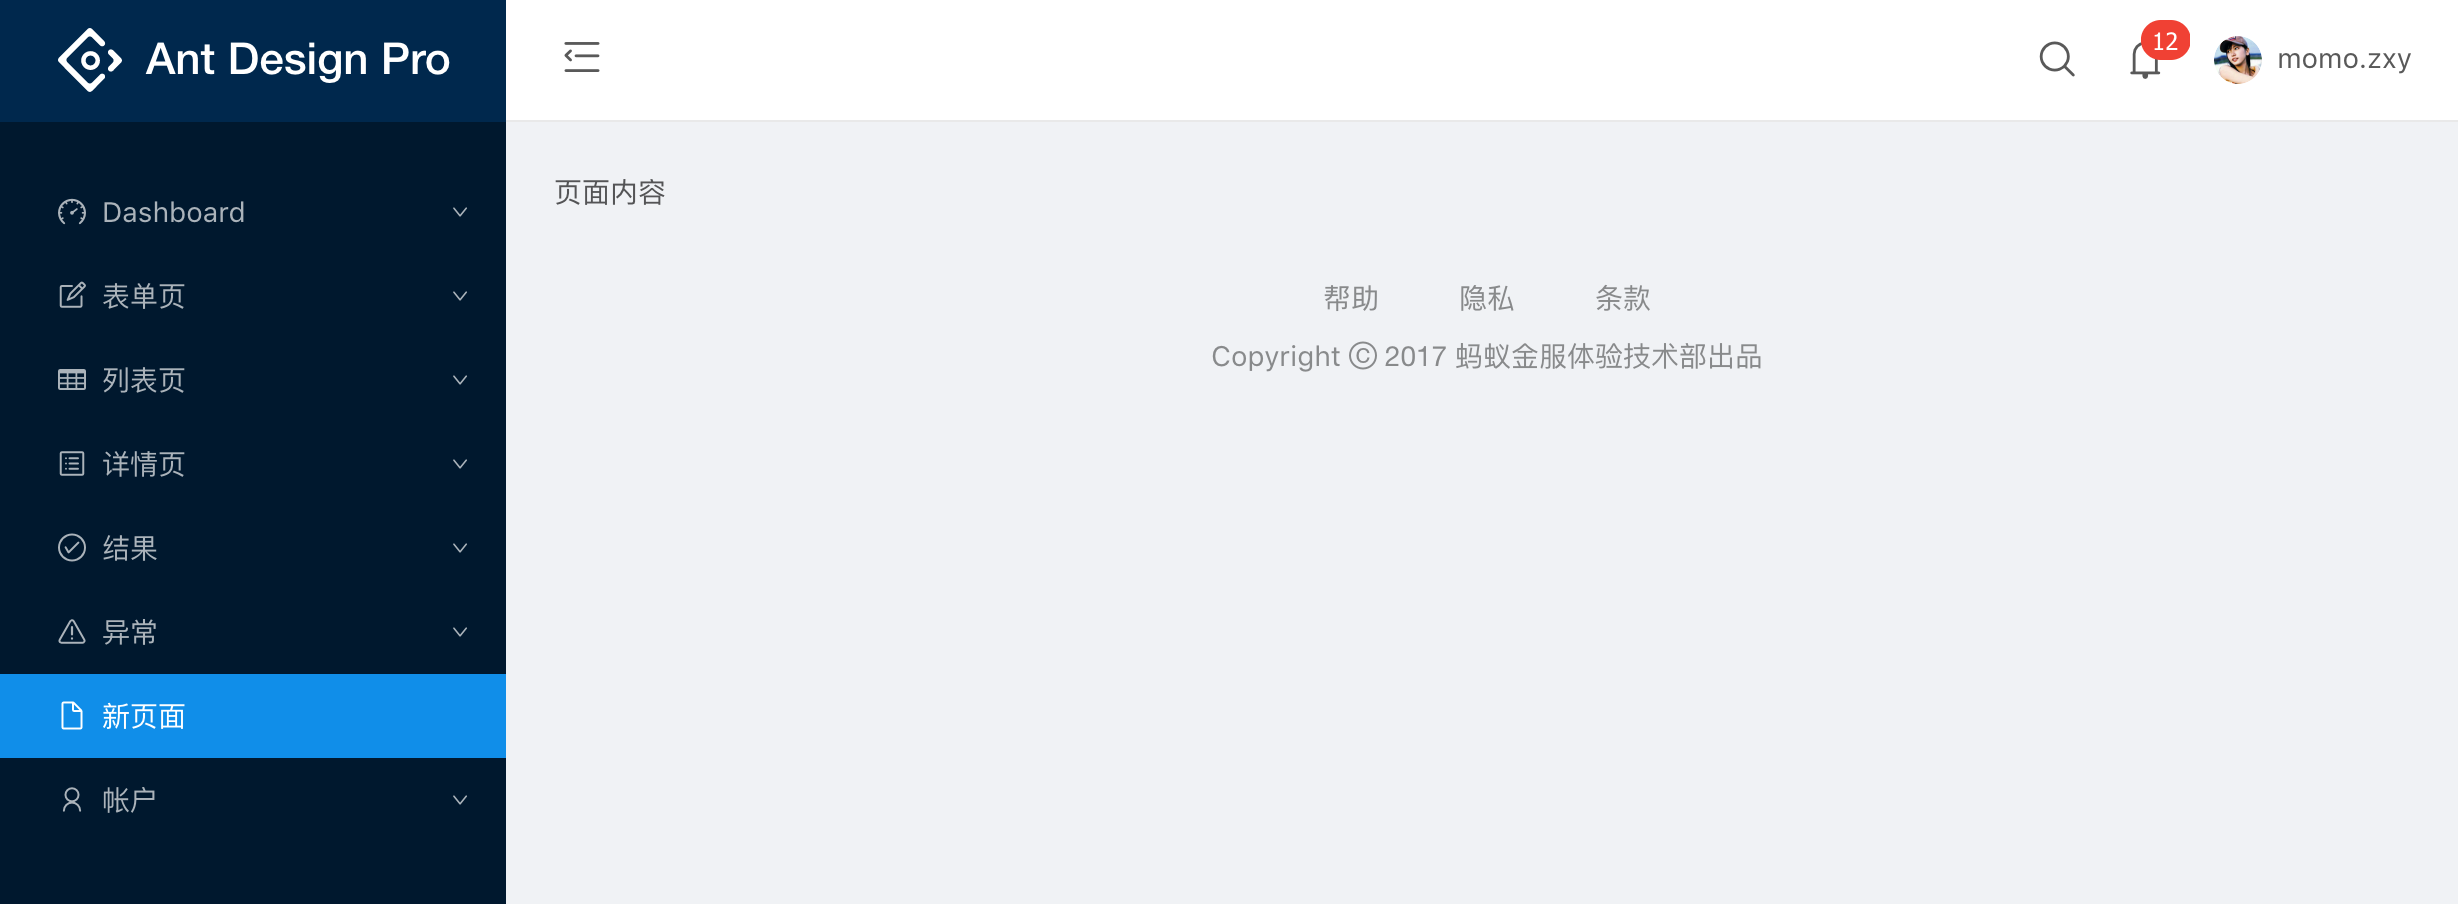 Ant Design Pro
12
momo.zxy
Dashboard
表单页
列表页
详情页
结果
异常
新页面
帐户
页面内容
帮助 隐私 条款
Copyright © 2017 蚂蚁金服体验技术部出品